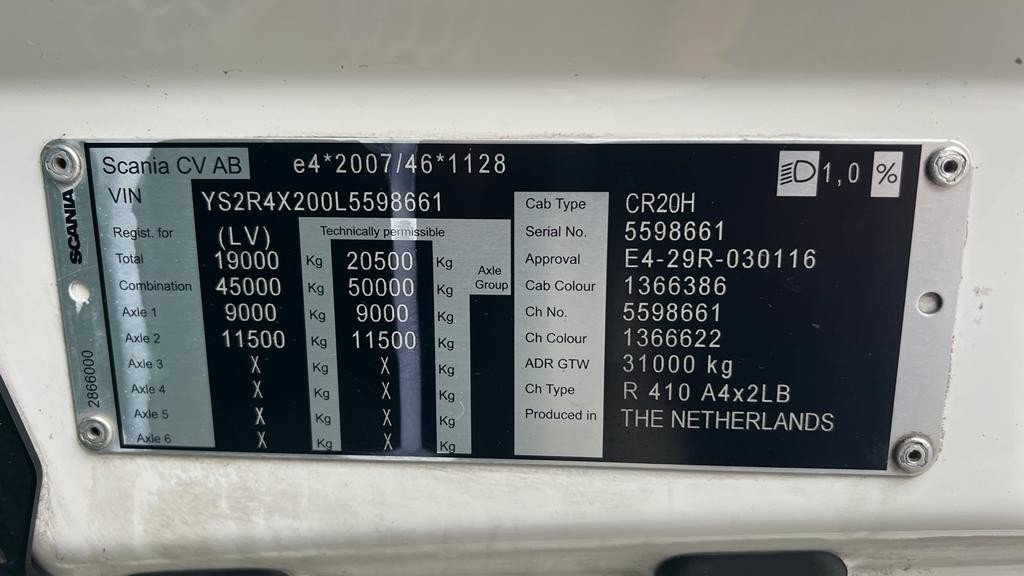 Scania CV AB e4*2007/46*1128 1,0 %
VIN YS2R4X200L5598661
SCANIA
2866000
Regist. for (LV) Technically permissible
Total 19000 Kg 20500 Kg
Combination 45000 Kg 50000 Kg
Axle Group
Axle 1 9000 Kg 9000 Kg
Axle 2 11500 Kg 11500 Kg
Axle 3 X Kg X Kg
Axle 4 X Kg X Kg
Axle 5 X Kg X Kg
Axle 6 X Kg X Kg
Cab Type CR20H
Serial No. 5598661
Approval E4-29R-030116
Cab Colour 1366386
Ch No. 5598661
Ch Colour 1366622
ADR GTW 31000 kg
Ch Type R 410 A4x2LB
Produced in THE NETHERLANDS